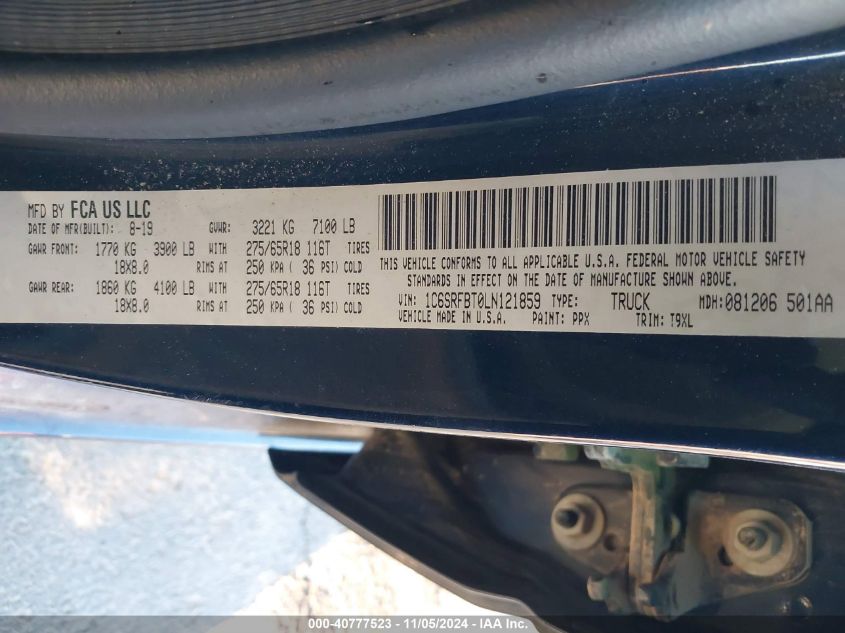 MFD BY FCA US LLC
DATE OF MFR(BUILT): 8-19 GVWR: 3221 KG 7100 LB
GAWR FRONT: 1770 KG 3900 LB WITH 275/65R18 116T TIRES
18X8.0 RIMS AT 250 KPA ( 36 PSI) COLD
GAWR REAR: 1860 KG 4100 LB WITH 275/65R18 116T TIRES
18X8.0 RIMS AT 250 KPA ( 36 PSI) COLD
THIS VEHICLE CONFORMS TO ALL APPLICABLE U.S.A. FEDERAL MOTOR VEHICLE SAFETY
STANDARDS IN EFFECT ON THE DATE OF MANUFACTURE SHOWN ABOVE.
VIN: 1C6SRFBT0LN121859 TYPE: TRUCK MDH:081206 501AA
VEHICLE MADE IN U.S.A. PAINT: PPX TRIM: T9XL
000-40777523 - 11/05/2024 - IAA Inc.